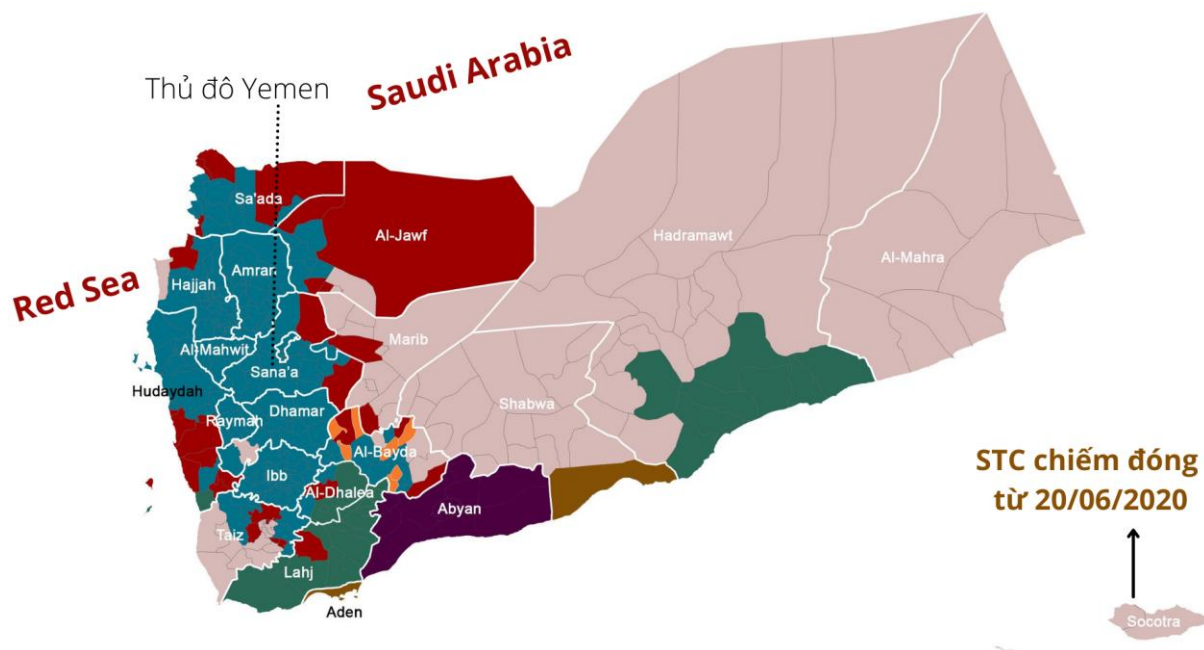 Saudi Arabia
Thủ đô Yemen
Sa'ada
Al-Jawf
Hadramawt
Al-Mahra
Red Sea
Amran
Hajjah
Marib
Al-Mahwit
Sana'a
Hudaydah
Shabwa
Dhamar
Raymah
Al-Bayda
STC chiếm đóng
từ 20/06/2020
Ibb
Al-Dhalea
Abyan
Taiz
Lahj
Aden
Socotra